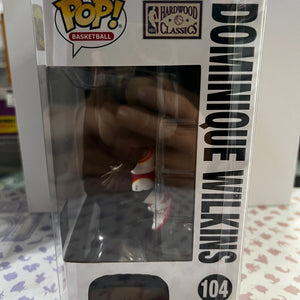 POP!
BASKETBALL
HARDWOOD
CLASSICS
DOMINIQUE WILKINS
104